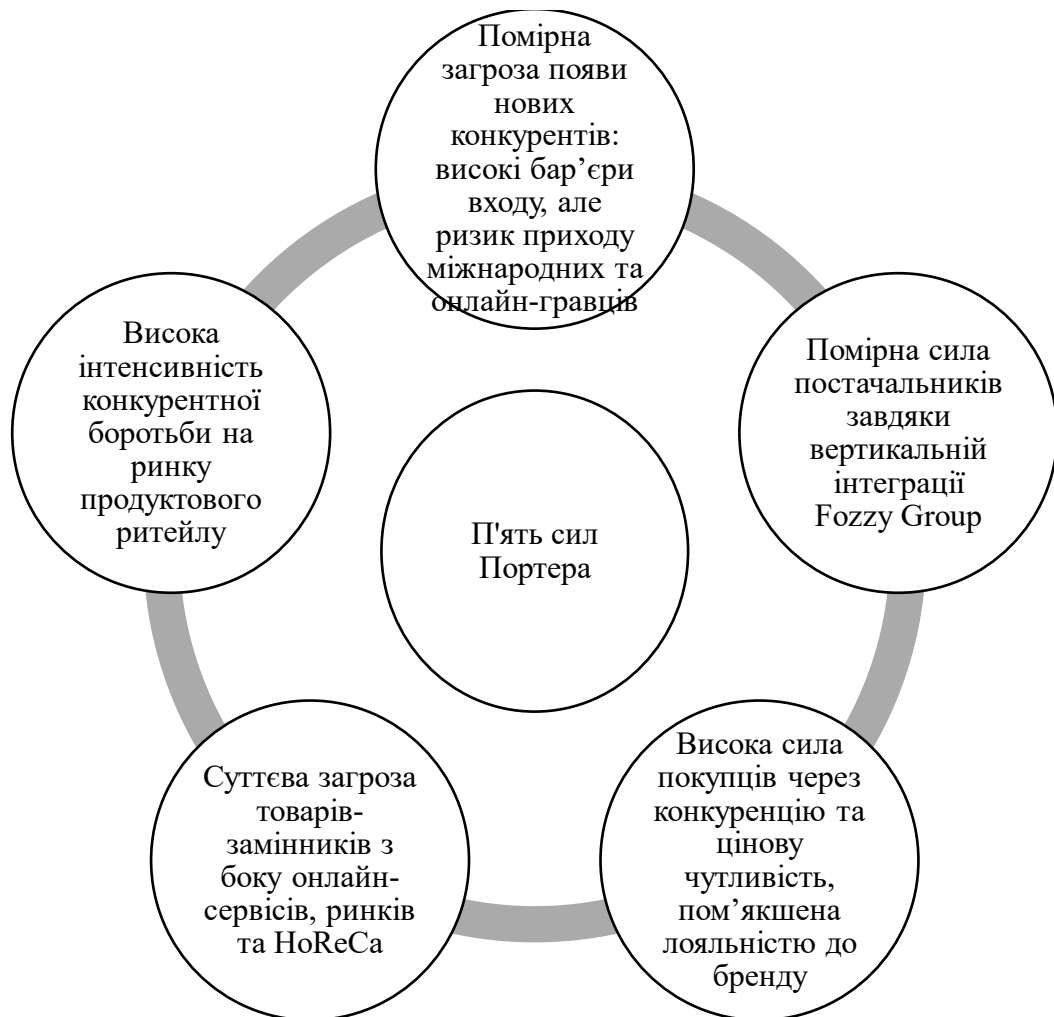 Помірна
загроза появи
нових
конкурентів:
високі бар’єри
входу, але
ризик приходу
міжнародних та
онлайн-гравців
Помірна сила
постачальників
завдяки
вертикальній
інтеграції
Fozzy Group
Висока сила
покупців через
конкуренцію та
цінову
чутливість,
пом’якшена
лояльністю до
бренду
Суттєва загроза
товарів-
замінників з
боку онлайн-
сервісів, ринків
та HoReCa
Висока
інтенсивність
конкурентної
боротьби на
ринку
продуктового
ритейлу
П'ять сил
Портера